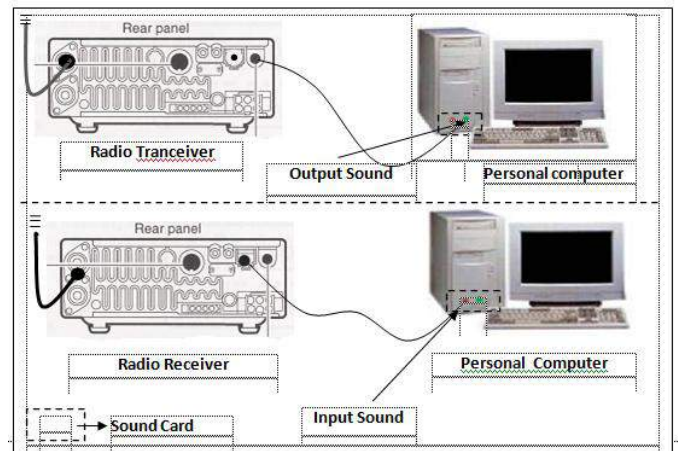 Rear panel
Radio Tranceiver
Output Sound
Personal computer
Rear panel
Radio Receiver
Personal Computer
Input Sound
Sound Card